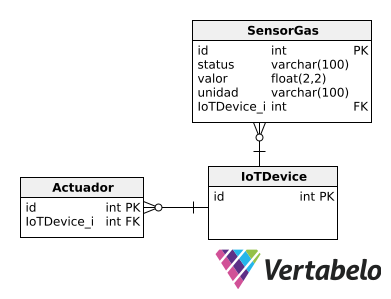 SensorGas
id int PK
status varchar(100)
valor float(2,2)
unidad varchar(100)
IoTDevice_i int FK
IoTDevice
id int PK
Actuador
id int PK
IoTDevice_i int FK
Vertabelo